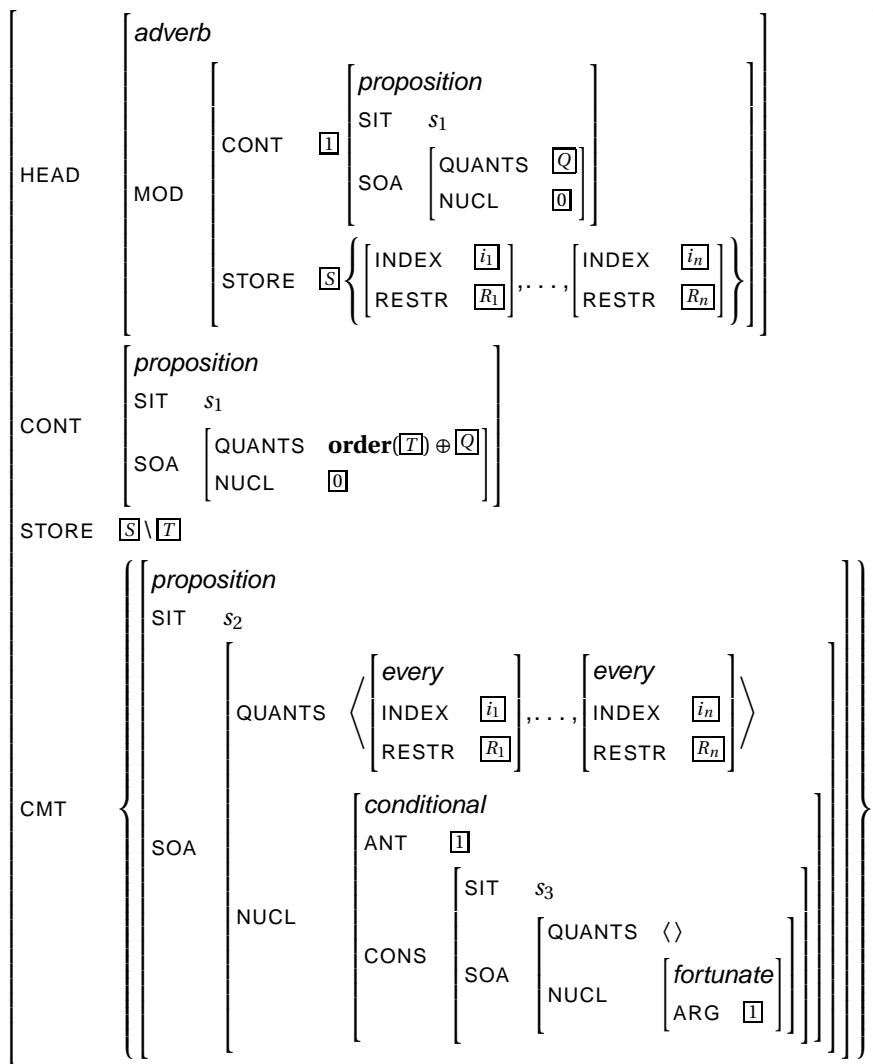 adverb
proposition
SIT s1
CONT 1
SOA QUANTS Q
NUCL 0
HEAD MOD
STORE S { INDEX i1 , . . . , INDEX in }
RESTR R1 RESTR Rn
proposition
SIT s1
CONT
SOA QUANTS order(T) ⊕ Q
NUCL 0
STORE S \ T
proposition
SIT s2
every every
QUANTS ⟨ INDEX i1 , . . . , INDEX in ⟩
RESTR R1 RESTR Rn
CMT
SOA
conditional
ANT 1
NUCL
SIT s3
CONS
QUANTS ⟨ ⟩
SOA
fortunate
NUCL
ARG 1